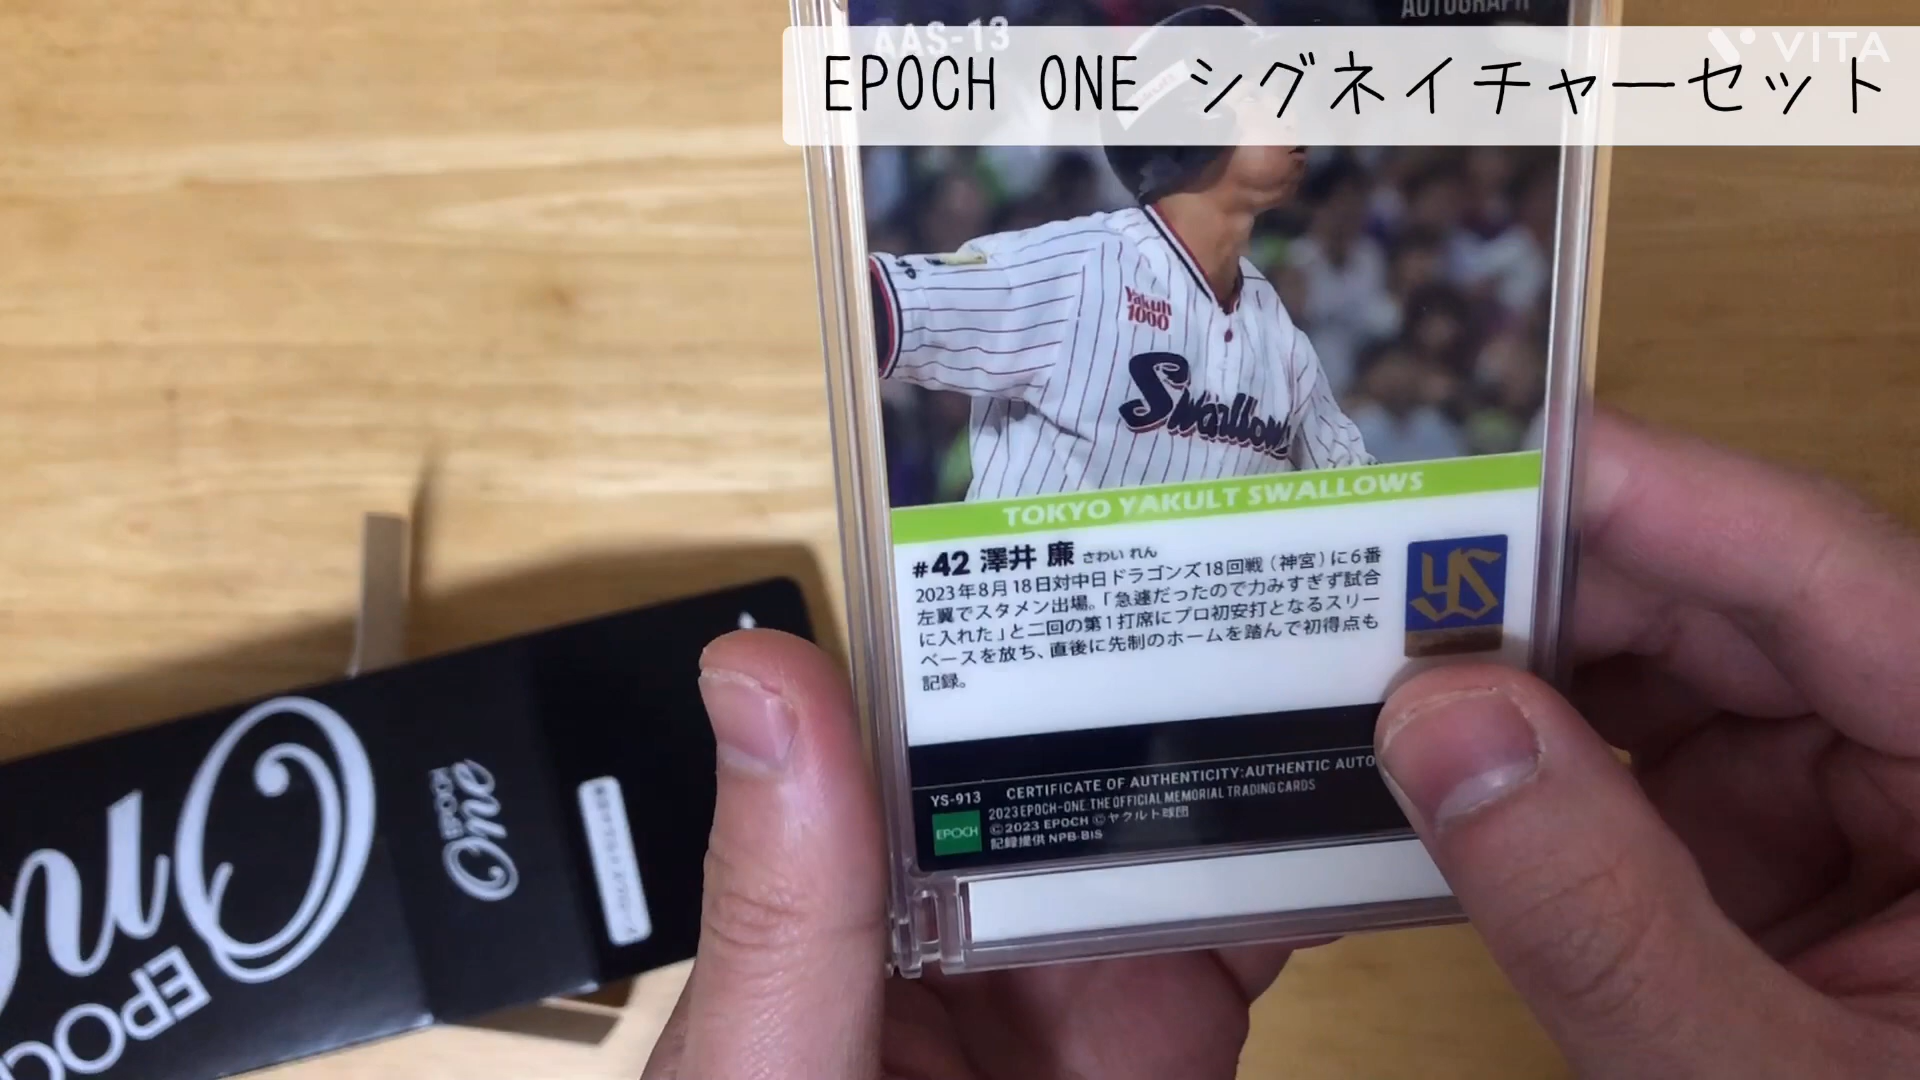 AUTOGRAPH
AAS-13
VITA
EPOCH ONE シグネイチャーセット
Yakult
1000
Swallows
TOKYO YAKULT SWALLOWS
#42 澤井 廉 さわい れん
2023年8月18日対中日ドラゴンズ18回戦(神宮)に6番
左翼でスタメン出場。「急遽だったので力みすぎず試合
に入れた」と二回の第1打席にプロ初安打となるスリー
ベースを放ち、直後に先制のホームを踏んで初得点も
記録。
YS
YS-913 CERTIFICATE OF AUTHENTICITY:AUTHENTIC AUTO
2023 EPOCH-ONE THE OFFICIAL MEMORIAL TRADING CARDS
EPOCH
©2023 EPOCH ©ヤクルト球団
記録提供 NPB-BIS
One
EPOCH
One
EPOCH